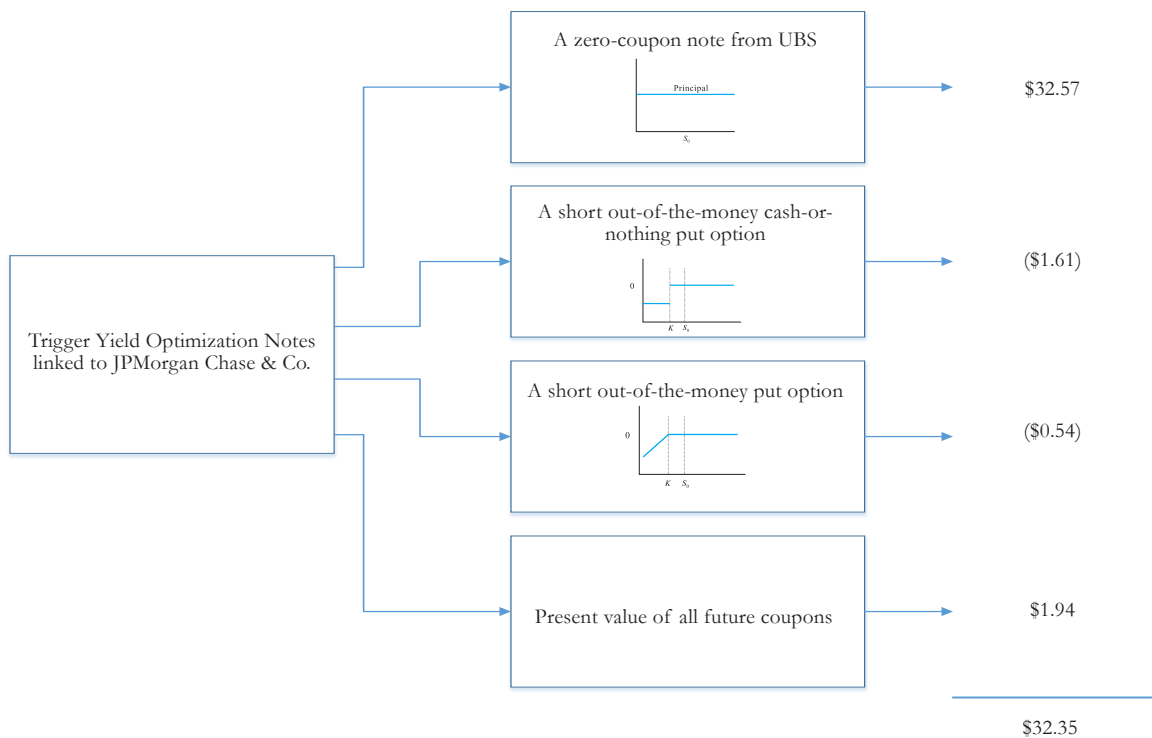 A zero-coupon note from UBS
Principal
S₀
$32.57
A short out-of-the-money cash-or-
nothing put option
0
K S₀
($1.61)
Trigger Yield Optimization Notes
linked to JPMorgan Chase & Co.
A short out-of-the-money put option
0
K S₀
($0.54)
Present value of all future coupons
$1.94
$32.35